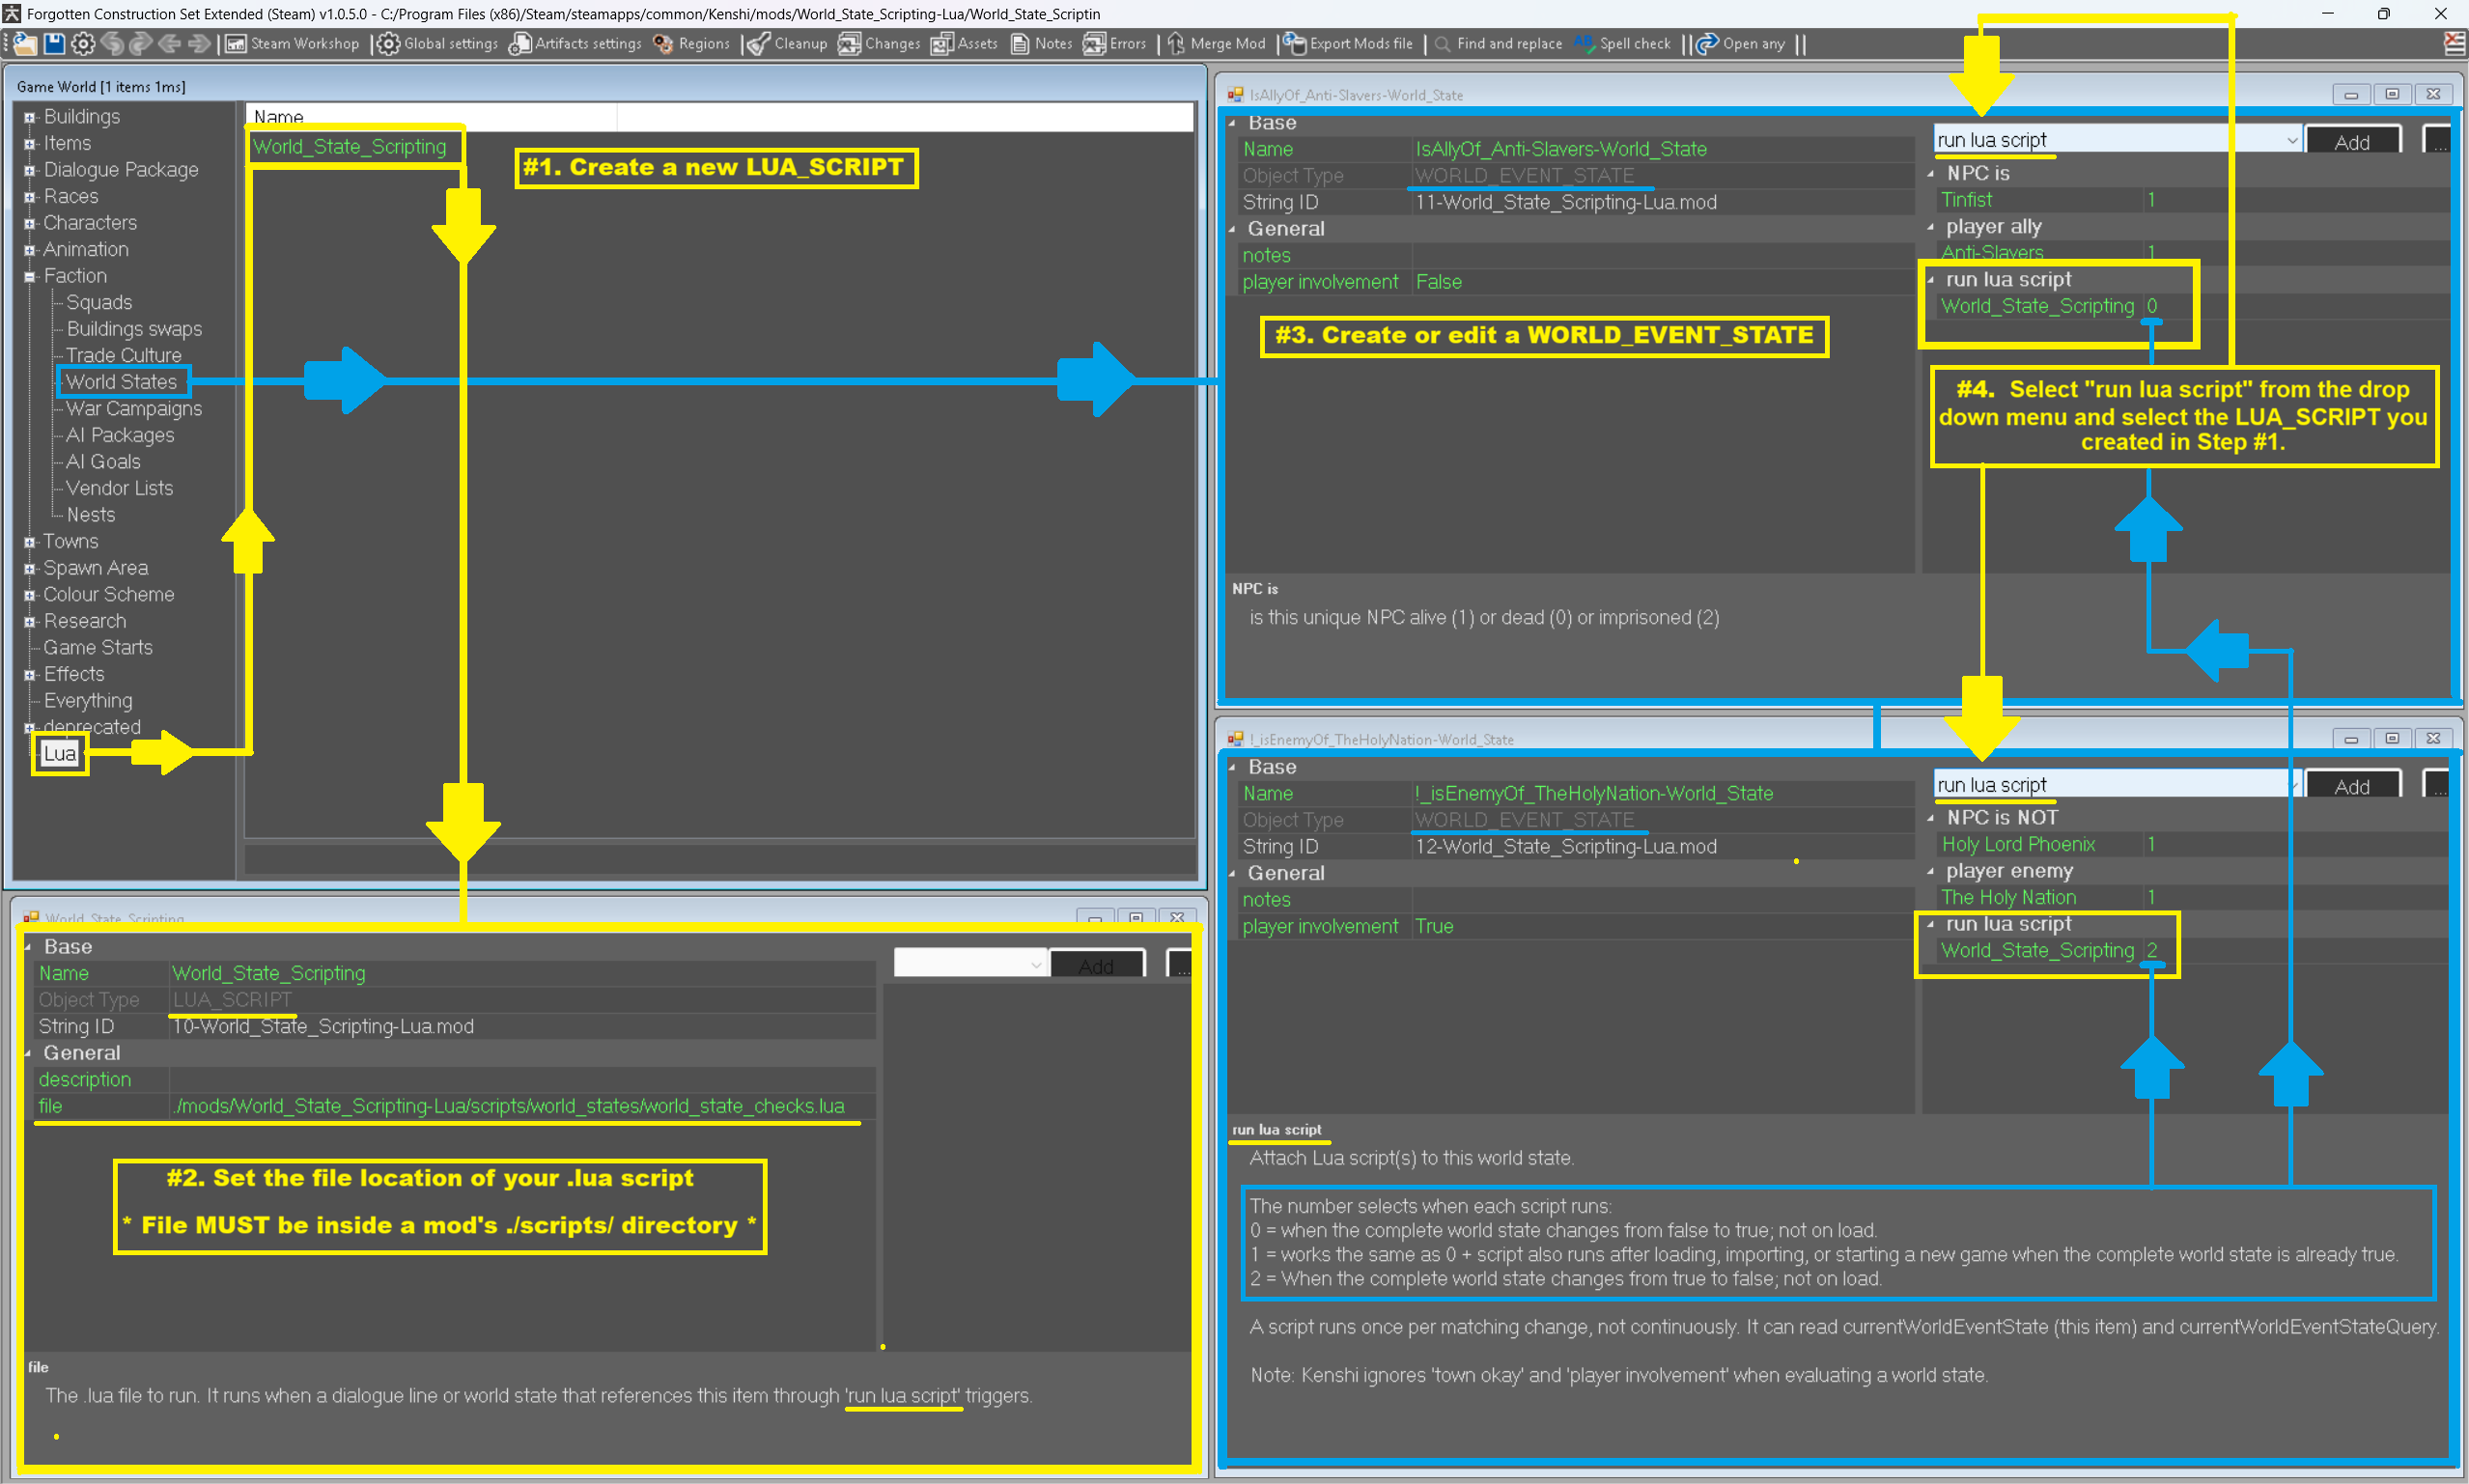 Forgotten Construction Set Extended (Steam) v1.0.5.0 - C:/Program Files (x86)/Steam/steamapps/common/Kenshi/mods/World_State_Scripting-Lua/World_State_Scriptin
Steam Workshop Global settings Artifacts settings Regions Cleanup Changes Assets Notes Errors Merge Mod Export Mods file Find and replace Spell check Open any
Game World [1 items 1ms]
Buildings
Items
Dialogue Package
Races
Characters
Animation
Faction
Squads
Buildings swaps
Trade Culture
World States
War Campaigns
AI Packages
AI Goals
Vendor Lists
Nests
Towns
Spawn Area
Colour Scheme
Research
Game Starts
Effects
Everything
deprecated
Lua
Name
World_State_Scripting
#1. Create a new LUA_SCRIPT
World_State_Scripting
Base
Name World_State_Scripting
Object Type LUA_SCRIPT
String ID 10-World_State_Scripting-Lua.mod
General
description
file ./mods/World_State_Scripting-Lua/scripts/world_states/world_state_checks.lua
Add ...
#2. Set the file location of your .lua script
* File MUST be inside a mod's ./scripts/ directory *
file
The .lua file to run. It runs when a dialogue line or world state that references this item through 'run lua script' triggers.
IsAllyOf_Anti-Slavers-World_State
Base
Name IsAllyOf_Anti-Slavers-World_State
Object Type WORLD_EVENT_STATE
String ID 11-World_State_Scripting-Lua.mod
General
notes
player involvement False
#3. Create or edit a WORLD_EVENT_STATE
run lua script Add ...
NPC is
Tinfist 1
player ally
Anti-Slavers 1
run lua script
World_State_Scripting 0
#4. Select "run lua script" from the drop
down menu and select the LUA_SCRIPT you
created in Step #1.
NPC is
is this unique NPC alive (1) or dead (0) or imprisoned (2)
!_isEnemyOf_TheHolyNation-World_State
Base
Name !_isEnemyOf_TheHolyNation-World_State
Object Type WORLD_EVENT_STATE
String ID 12-World_State_Scripting-Lua.mod
General
notes
player involvement True
run lua script Add ...
NPC is NOT
Holy Lord Phoenix 1
player enemy
The Holy Nation 1
run lua script
World_State_Scripting 2
run lua script
Attach Lua script(s) to this world state.
The number selects when each script runs:
0 = when the complete world state changes from false to true; not on load.
1 = works the same as 0 + script also runs after loading, importing, or starting a new game when the complete world state is already true.
2 = When the complete world state changes from true to false; not on load.
A script runs once per matching change, not continuously. It can read currentWorldEventState (this item) and currentWorldEventStateQuery.
Note: Kenshi ignores 'town okay' and 'player involvement' when evaluating a world state.